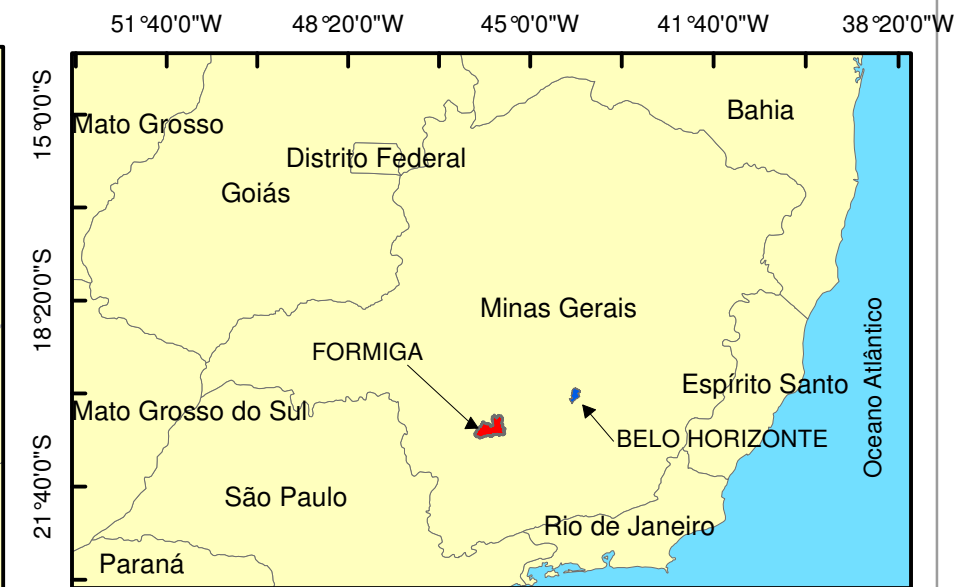 51°40'0"W 48°20'0"W 45°0'0"W 41°40'0"W 38°20'0"W
15°0'0"S
18°20'0"S
21°40'0"S
Bahia
Mato Grosso
Distrito Federal
Goiás
Minas Gerais
FORMIGA
Espírito Santo
Oceano Atlântico
Mato Grosso do Sul
BELO HORIZONTE
São Paulo
Rio de Janeiro
Paraná